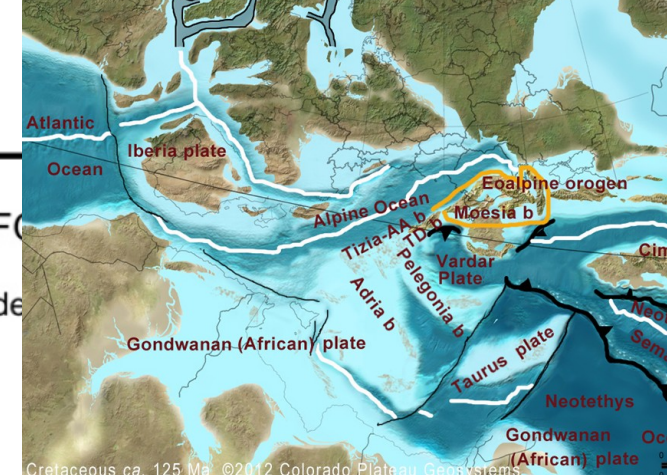 Atlantic
Ocean
Iberia plate
Eoalpine orogen
Alpine Ocean
Moesia b
Tizia-AA b
TD b
Vardar
Plate
Pelegonia b
Adria b
Gondwanan (African) plate
Taurus plate
Neotethys
Gondwanan
(African) plate
Cretaceous ca. 125 Ma ©2012 Colorado Plateau Geosystems